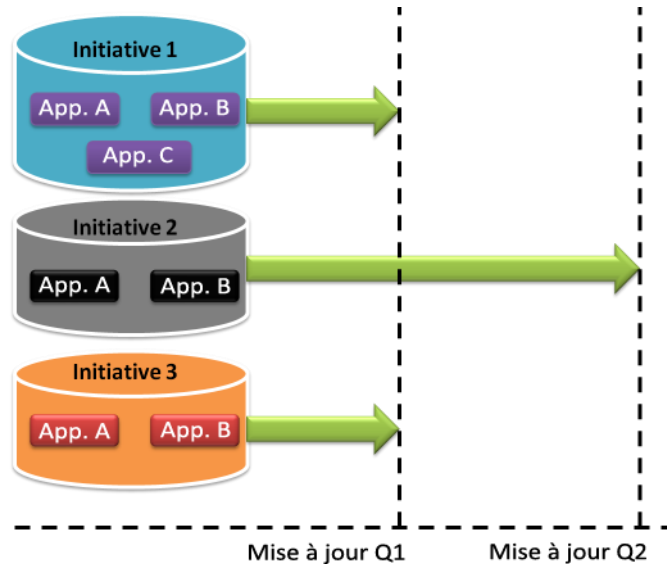 Initiative 1
App. A
App. B
App. C
Initiative 2
App. A
App. B
Initiative 3
App. A
App. B
Mise à jour Q1
Mise à jour Q2